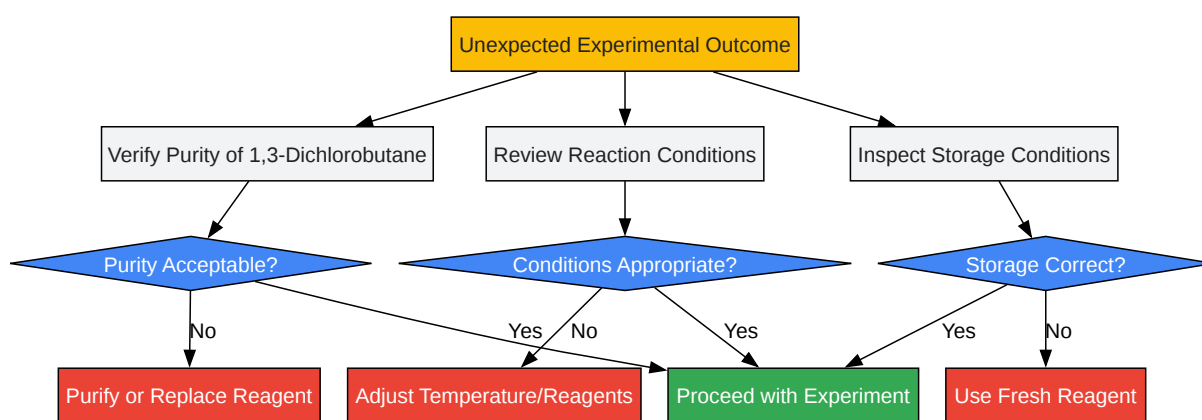 Unexpected Experimental Outcome
Verify Purity of 1,3-Dichlorobutane
Review Reaction Conditions
Inspect Storage Conditions
Purity Acceptable?
Conditions Appropriate?
Storage Correct?
No
Yes
No
Yes
Yes
No
Purify or Replace Reagent
Adjust Temperature/Reagents
Proceed with Experiment
Use Fresh Reagent